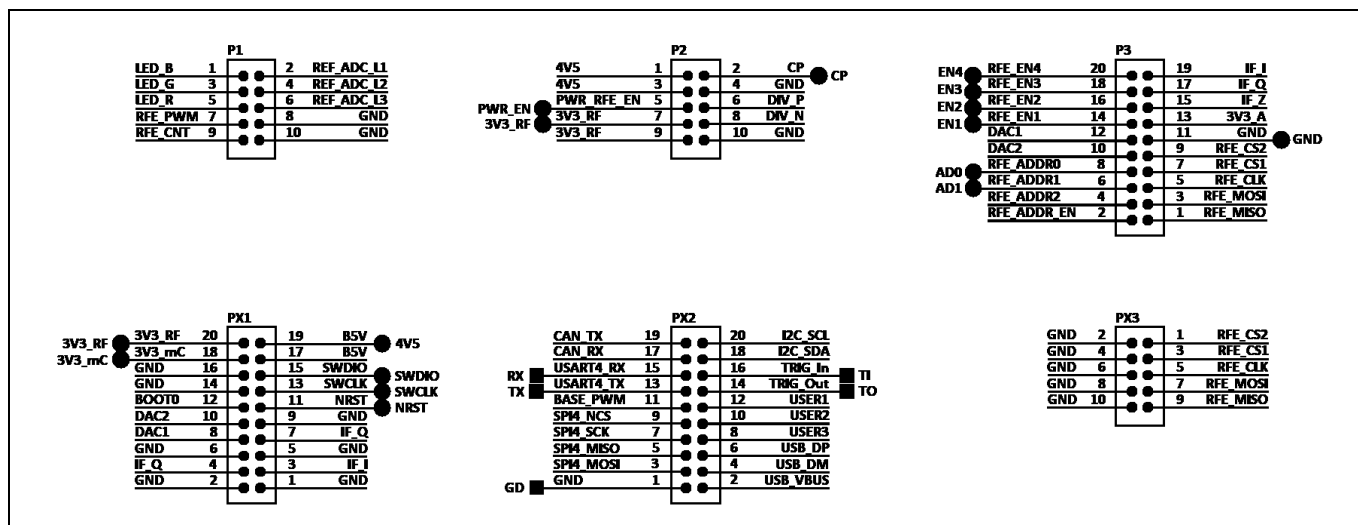 P1
LED_B 1 2 REF_ADC_L1
LED_G 3 4 REF_ADC_L2
LED_R 5 6 REF_ADC_L3
RFE_PWM 7 8 GND
RFE_CNT 9 10 GND
P2
4V5 1 2 CP CP
4V5 3 4 GND
PWR_EN PWR_RFE_EN 5 6 DIV_P
3V3_RF 3V3_RF 7 8 DIV_N
3V3_RF 9 10 GND
P3
EN4 RFE_EN4 20 19 IF_I
EN3 RFE_EN3 18 17 IF_Q
EN2 RFE_EN2 16 15 IF_Z
EN1 RFE_EN1 14 13 3V3_A
DAC1 12 11 GND GND
DAC2 10 9 RFE_CS2
AD0 RFE_ADDR0 8 7 RFE_CS1
AD1 RFE_ADDR1 6 5 RFE_CLK
RFE_ADDR2 4 3 RFE_MOSI
RFE_ADDR_EN 2 1 RFE_MISO
PX1
3V3_RF 3V3_RF 20 19 B5V 4V5
3V3_mC 3V3_mC 18 17 B5V
GND 16 15 SWDIO SWDIO
GND 14 13 SWCLK SWCLK
BOOT0 12 11 NRST NRST
DAC2 10 9 GND
DAC1 8 7 IF_Q
GND 6 5 GND
IF_Q 4 3 IF_I
GND 2 1 GND
PX2
CAN_TX 19 20 I2C_SCL
CAN_RX 17 18 I2C_SDA
RX USART4_RX 15 16 TRIG_In TI
TX USART4_TX 13 14 TRIG_Out TO
BASE_PWM 11 12 USER1
SPI4_NCS 9 10 USER2
SPI4_SCK 7 8 USER3
SPI4_MISO 5 6 USB_DP
SPI4_MOSI 3 4 USB_DM
GD GND 1 2 USB_VBUS
PX3
GND 2 1 RFE_CS2
GND 4 3 RFE_CS1
GND 6 5 RFE_CLK
GND 8 7 RFE_MOSI
GND 10 9 RFE_MISO